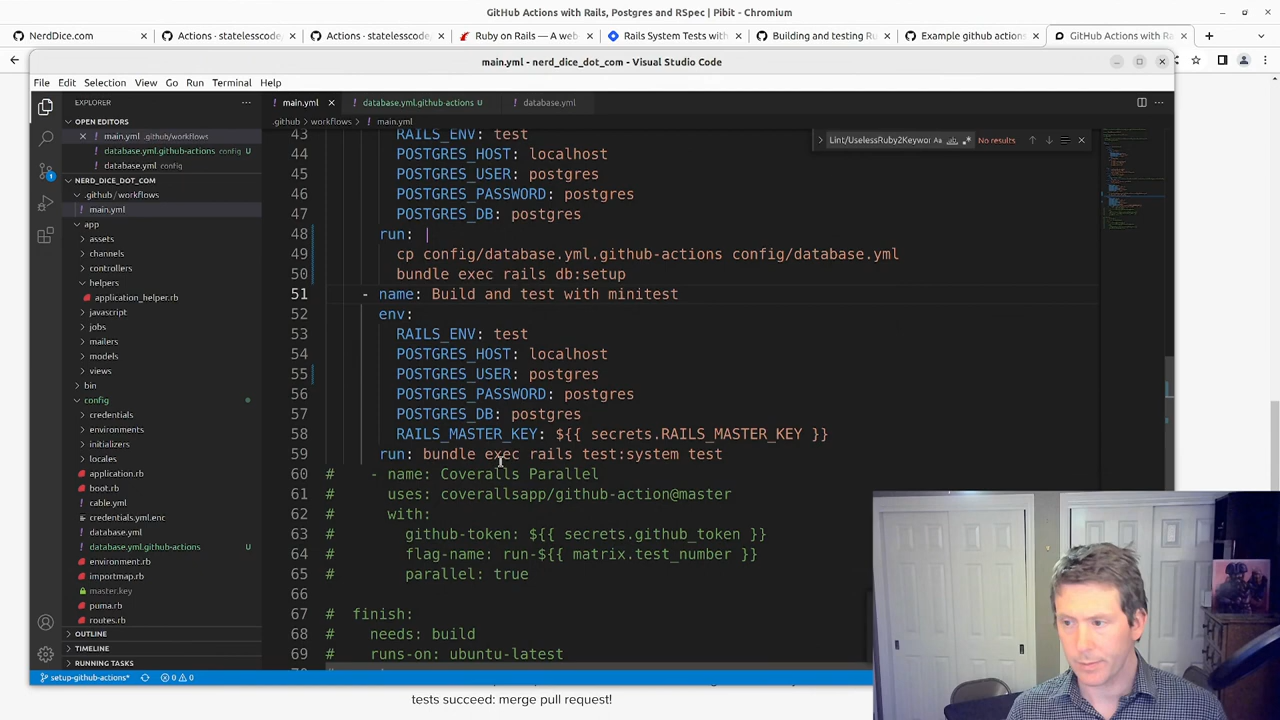 GitHub Actions with Rails, Postgres and RSpec | Pibit - Chromium
NerdDice.com
Actions · statelesscode/
Actions · statelesscode/
Ruby on Rails — A web-
Rails System Tests with
Building and testing Ru
Example github actions
GitHub Actions with Ra
main.yml - nerd_dice_dot_com - Visual Studio Code
File Edit Selection View Go Run Terminal Help
EXPLORER
main.yml
database.yml.github-actions U
database.yml
.github > workflows > main.yml
OPEN EDITORS
main.yml .github/workflows
database.yml.github-actions config U
database.yml config
NERD_DICE_DOT_COM
.github/workflows
main.yml
app
assets
channels
controllers
helpers
application_helper.rb
javascript
jobs
mailers
models
views
bin
config
credentials
environments
initializers
locales
application.rb
boot.rb
cable.yml
credentials.yml.enc
database.yml
database.yml.github-actions U
environment.rb
importmap.rb
master.key
puma.rb
routes.rb
OUTLINE
TIMELINE
RUNNING TASKS
Lint/UselessRuby2Keywor Aa ab .* No results
43 RAILS_ENV: test
44 POSTGRES_HOST: localhost
45 POSTGRES_USER: postgres
46 POSTGRES_PASSWORD: postgres
47 POSTGRES_DB: postgres
48 run: |
49 cp config/database.yml.github-actions config/database.yml
50 bundle exec rails db:setup
51 - name: Build and test with minitest
52 env:
53 RAILS_ENV: test
54 POSTGRES_HOST: localhost
55 POSTGRES_USER: postgres
56 POSTGRES_PASSWORD: postgres
57 POSTGRES_DB: postgres
58 RAILS_MASTER_KEY: ${{ secrets.RAILS_MASTER_KEY }}
59 run: bundle exec rails test:system test
60 # - name: Coveralls Parallel
61 # uses: coverallsapp/github-action@master
62 # with:
63 # github-token: ${{ secrets.github_token }}
64 # flag-name: run-${{ matrix.test_number }}
65 # parallel: true
66
67 # finish:
68 # needs: build
69 # runs-on: ubuntu-latest
setup-github-actions* 0 0
tests succeed: merge pull request!